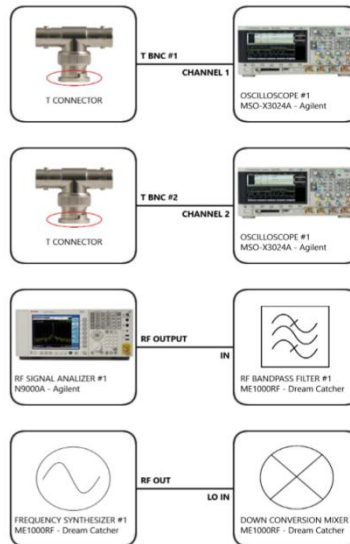 T BNC #1
CHANNEL 1
T CONNECTOR
OSCILLOSCOPE #1
MSO-X3024A - Agilent
T BNC #2
CHANNEL 2
T CONNECTOR
OSCILLOSCOPE #1
MSO-X3024A - Agilent
RF OUTPUT
IN
RF SIGNAL ANALIZER #1
N9000A - Agilent
RF BANDPASS FILTER #1
ME1000RF - Dream Catcher
RF OUT
LO IN
FREQUENCY SYNTHESIZER #1
ME1000RF - Dream Catcher
DOWN CONVERSION MIXER
ME1000RF - Dream Catcher